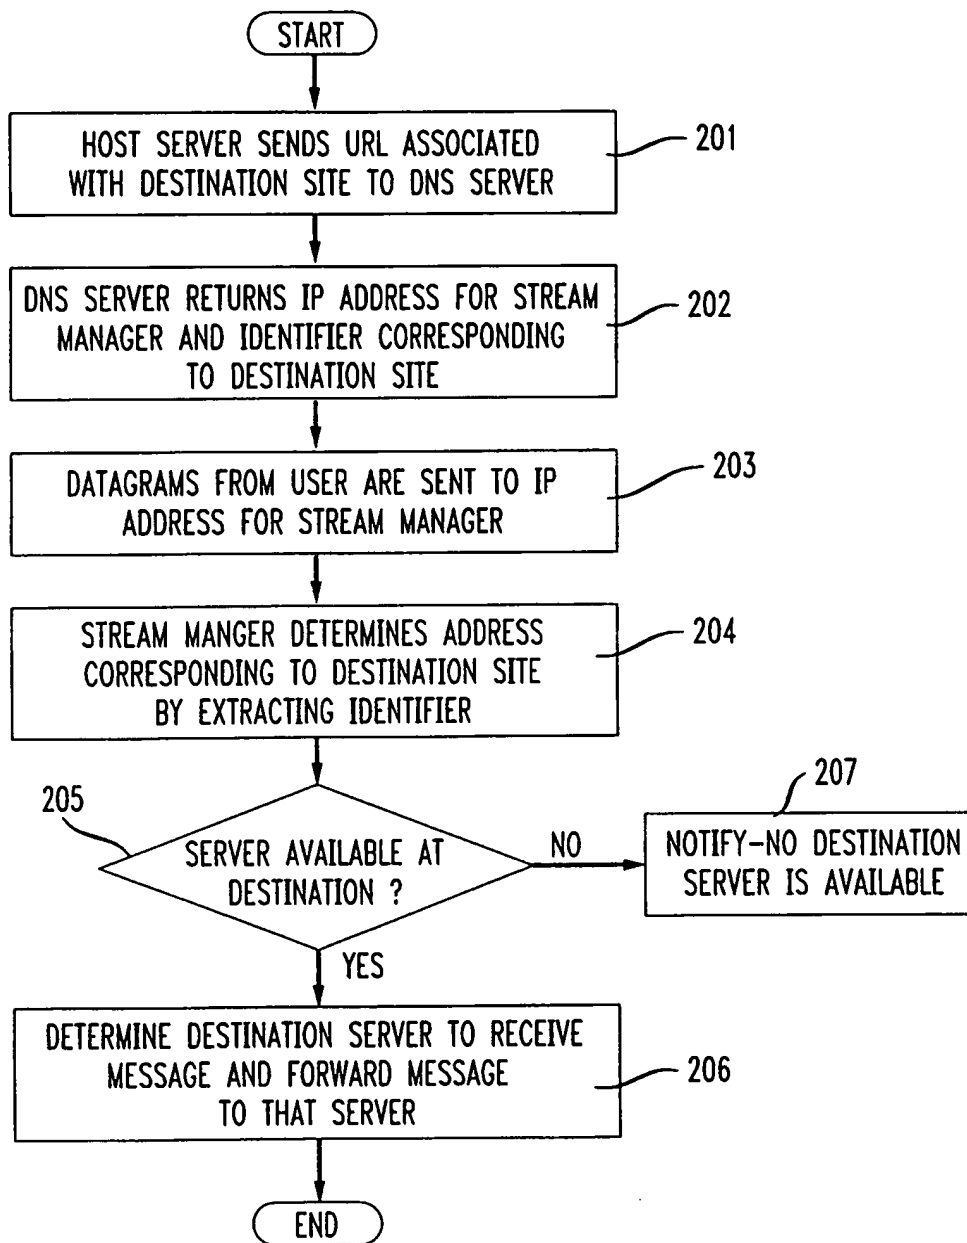 START
HOST SERVER SENDS URL ASSOCIATED
WITH DESTINATION SITE TO DNS SERVER
201
DNS SERVER RETURNS IP ADDRESS FOR STREAM
MANAGER AND IDENTIFIER CORRESPONDING
TO DESTINATION SITE
202
DATAGRAMS FROM USER ARE SENT TO IP
ADDRESS FOR STREAM MANAGER
203
STREAM MANGER DETERMINES ADDRESS
CORRESPONDING TO DESTINATION SITE
BY EXTRACTING IDENTIFIER
204
205
SERVER AVAILABLE AT
DESTINATION ?
NO
207
NOTIFY-NO DESTINATION
SERVER IS AVAILABLE
YES
DETERMINE DESTINATION SERVER TO RECEIVE
MESSAGE AND FORWARD MESSAGE
TO THAT SERVER
206
END